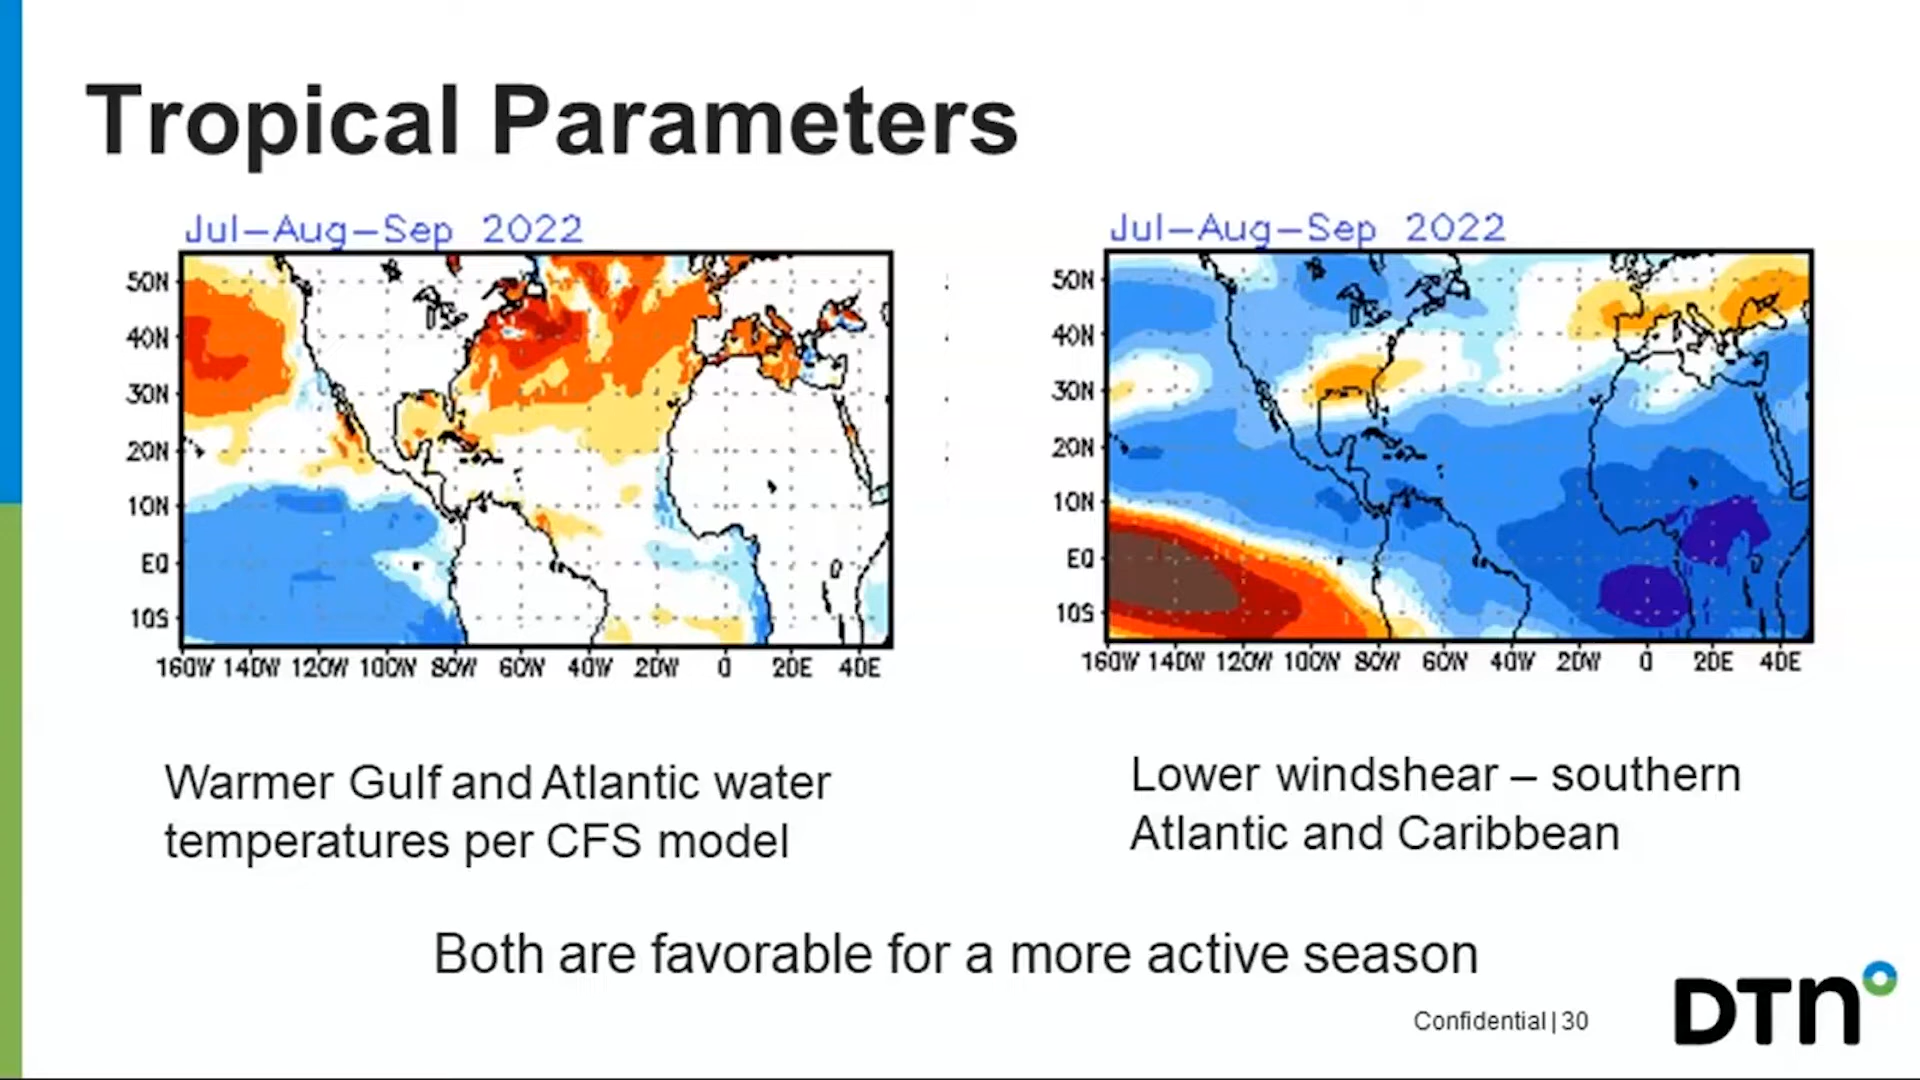 Tropical Parameters
Jul-Aug-Sep 2022
50N
40N
30N
20N
10N
EQ
10S
160W 140W 120W 100W 80W 60W 40W 20W 0 20E 40E
Warmer Gulf and Atlantic water
temperatures per CFS model
Jul-Aug-Sep 2022
50N
40N
30N
20N
10N
EQ
10S
160W 140W 120W 100W 80W 60W 40W 20W 0 20E 40E
Lower windshear – southern
Atlantic and Caribbean
Both are favorable for a more active season
Confidential | 30
DTN